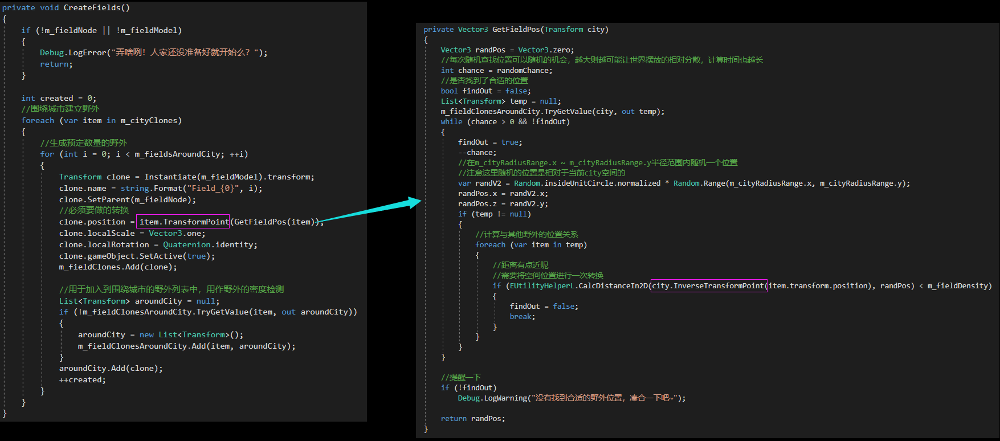 private void CreateFields()
{
if (!m_fieldNode || !m_fieldModel)
{
Debug.LogError("弄啥咧！人家还没准备好就开始么？");
return;
}
int created = 0;
//围绕城市建立野外
foreach (var item in m_cityClones)
{
//生成预定数量的野外
for (int i = 0; i < m_fieldsAroundCity; ++i)
{
Transform clone = Instantiate(m_fieldModel).transform;
clone.name = string.Format("Field_{0}", i);
clone.SetParent(m_fieldNode);
//必须要做的转换
clone.position = item.TransformPoint(GetFieldPos(item));
clone.localScale = Vector3.one;
clone.localRotation = Quaternion.identity;
clone.gameObject.SetActive(true);
m_fieldClones.Add(clone);
//用于加入到围绕城市的野外列表中，用作野外的密度检测
List<Transform> aroundCity = null;
if (!m_fieldClonesAroundCity.TryGetValue(item, out aroundCity))
{
aroundCity = new List<Transform>();
m_fieldClonesAroundCity.Add(item, aroundCity);
}
aroundCity.Add(clone);
++created;
}
}
}
private Vector3 GetFieldPos(Transform city)
{
Vector3 randPos = Vector3.zero;
//每次随机查找位置可以随机的机会，越大则越可能让世界摆放的相对分散，计算时间也越长
int chance = randomChance;
//是否找到了合适的位置
bool findOut = false;
List<Transform> temp = null;
m_fieldClonesAroundCity.TryGetValue(city, out temp);
while (chance > 0 && !findOut)
{
findOut = true;
--chance;
//在m_cityRadiusRange.x ~ m_cityRadiusRange.y半径范围内随机一个位置
//注意这里随机的位置是相对于当前city空间的
var randV2 = Random.insideUnitCircle.normalized * Random.Range(m_cityRadiusRange.x, m_cityRadiusRange.y);
randPos.x = randV2.x;
randPos.z = randV2.y;
if (temp != null)
{
//计算与其他野外的位置关系
foreach (var item in temp)
{
//距离有点近呢
//需要将空间位置进行一次转换
if (EUtilityHelperL.CalcDistanceIn2D(city.InverseTransformPoint(item.transform.position), randPos) < m_fieldDensity)
{
findOut = false;
break;
}
}
}
}
//提醒一下
if (!findOut)
Debug.LogWarning("没有找到合适的野外位置，凑合一下吧~");
return randPos;
}